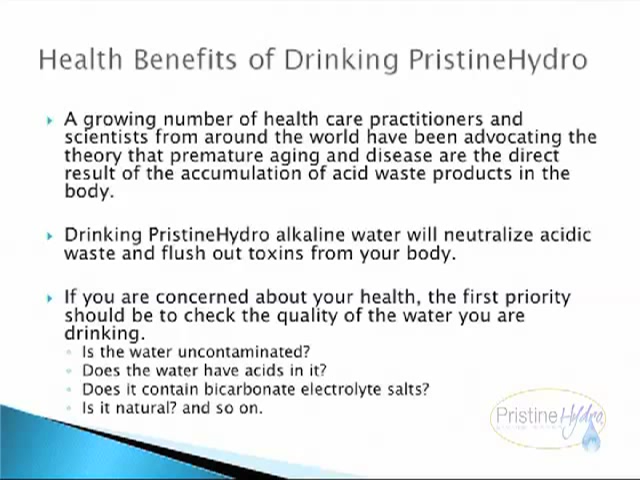 Health Benefits of Drinking PristineHydro
A growing number of health care practitioners and
scientists from around the world have been advocating the
theory that premature aging and disease are the direct
result of the accumulation of acid waste products in the
body.
Drinking PristineHydro alkaline water will neutralize acidic
waste and flush out toxins from your body.
If you are concerned about your health, the first priority
should be to check the quality of the water you are
drinking.
Is the water uncontaminated?
Does the water have acids in it?
Does it contain bicarbonate electrolyte salts?
Is it natural? and so on.
Pristine Hydro